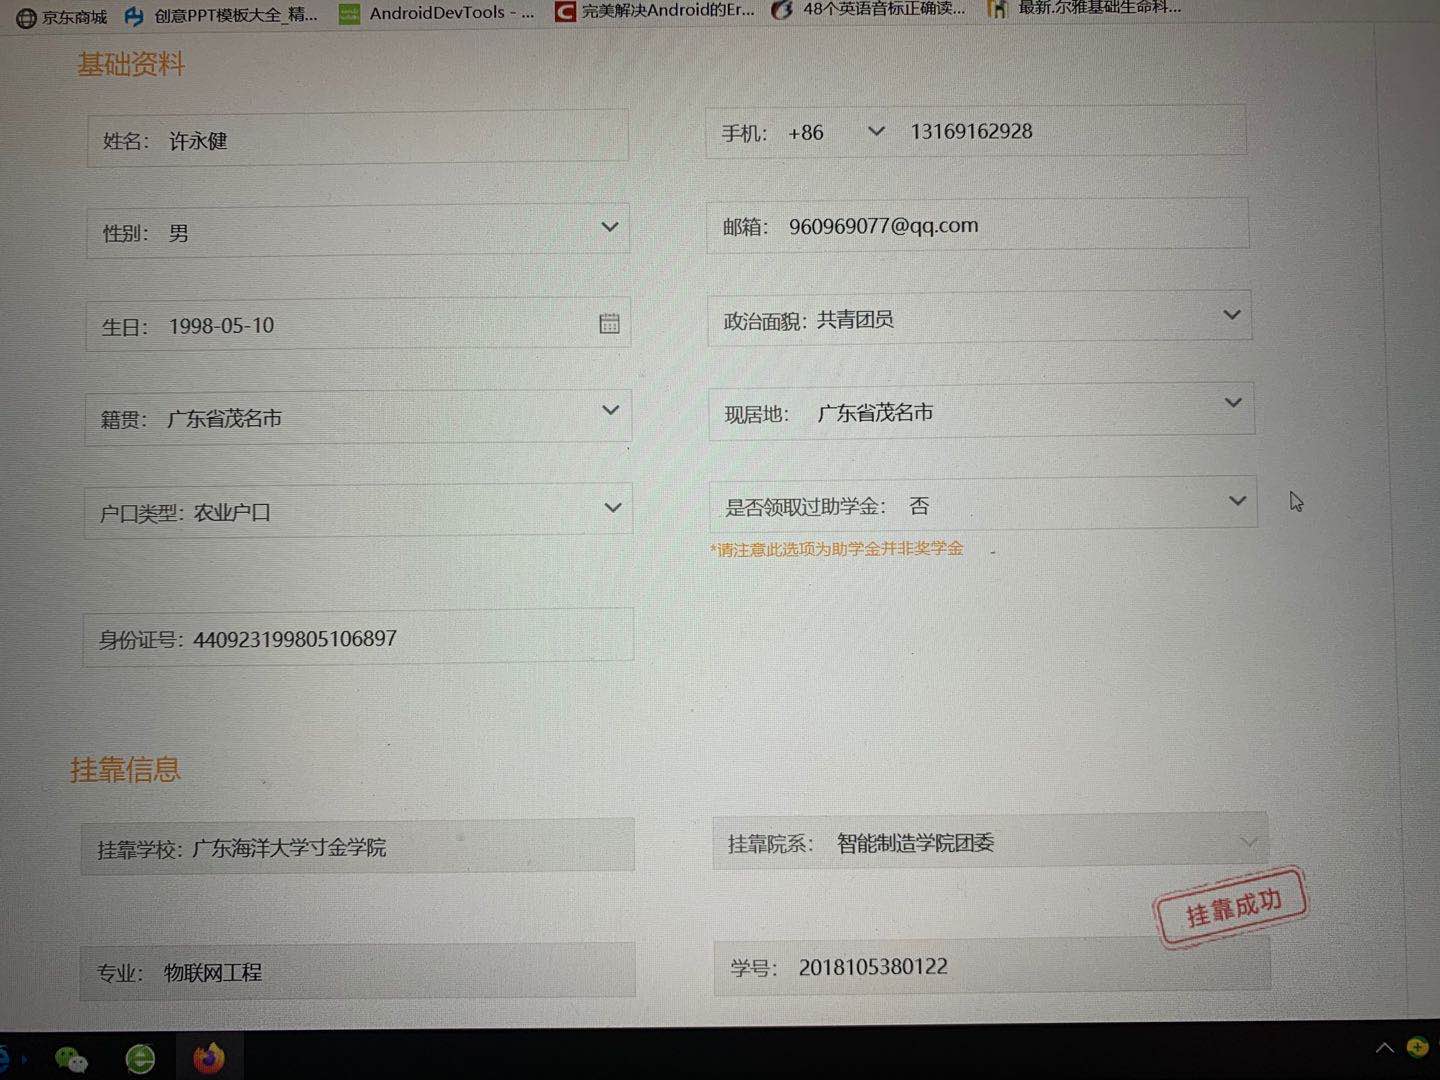 京东商城 创意PPT模板大全_精... AndroidDevTools - ... 完美解决Android的Er... 48个英语音标正确读... 最新.尔雅基础生命科...
基础资料
姓名： 许永健 手机： +86 13169162928
性别： 男 邮箱： 960969077@qq.com
生日： 1998-05-10 政治面貌：共青团员
籍贯： 广东省茂名市 现居地： 广东省茂名市
户口类型：农业户口 是否领取过助学金： 否
*请注意此选项为助学金并非奖学金
身份证号：440923199805106897
挂靠信息
挂靠学校：广东海洋大学寸金学院 挂靠院系： 智能制造学院团委
挂靠成功
专业： 物联网工程 学号： 2018105380122